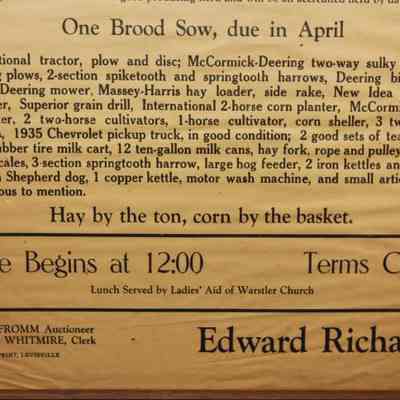 One Brood Sow, due in April
tional tractor, plow and disc; McCormick-Deering two-way sulky
g plows, 2-section spiketooth and springtooth harrows, Deering bi
Deering mower, Massey-Harris hay loader, side rake, New Idea
er, Superior grain drill, International 2-horse corn planter, McCorm
er, 2 two-horse cultivators, 1-horse cultivator, corn sheller, 3 tw
, 1935 Chevrolet pickup truck, in good condition; 2 good sets of tea
ubber tire milk cart, 12 ten-gallon milk cans, hay fork, rope and pulley
cales, 3-section springtooth harrow, large hog feeder, 2 iron kettles an
n Shepherd dog, 1 copper kettle, motor wash machine, and small artic
ous to mention.
Hay by the ton, corn by the basket.
e Begins at 12:00 Terms C
Lunch Served by Ladies' Aid of Warstler Church
FROMM Auctioneer
WHITMIRE, Clerk
PRINT, LOUISVILLE
Edward Richa